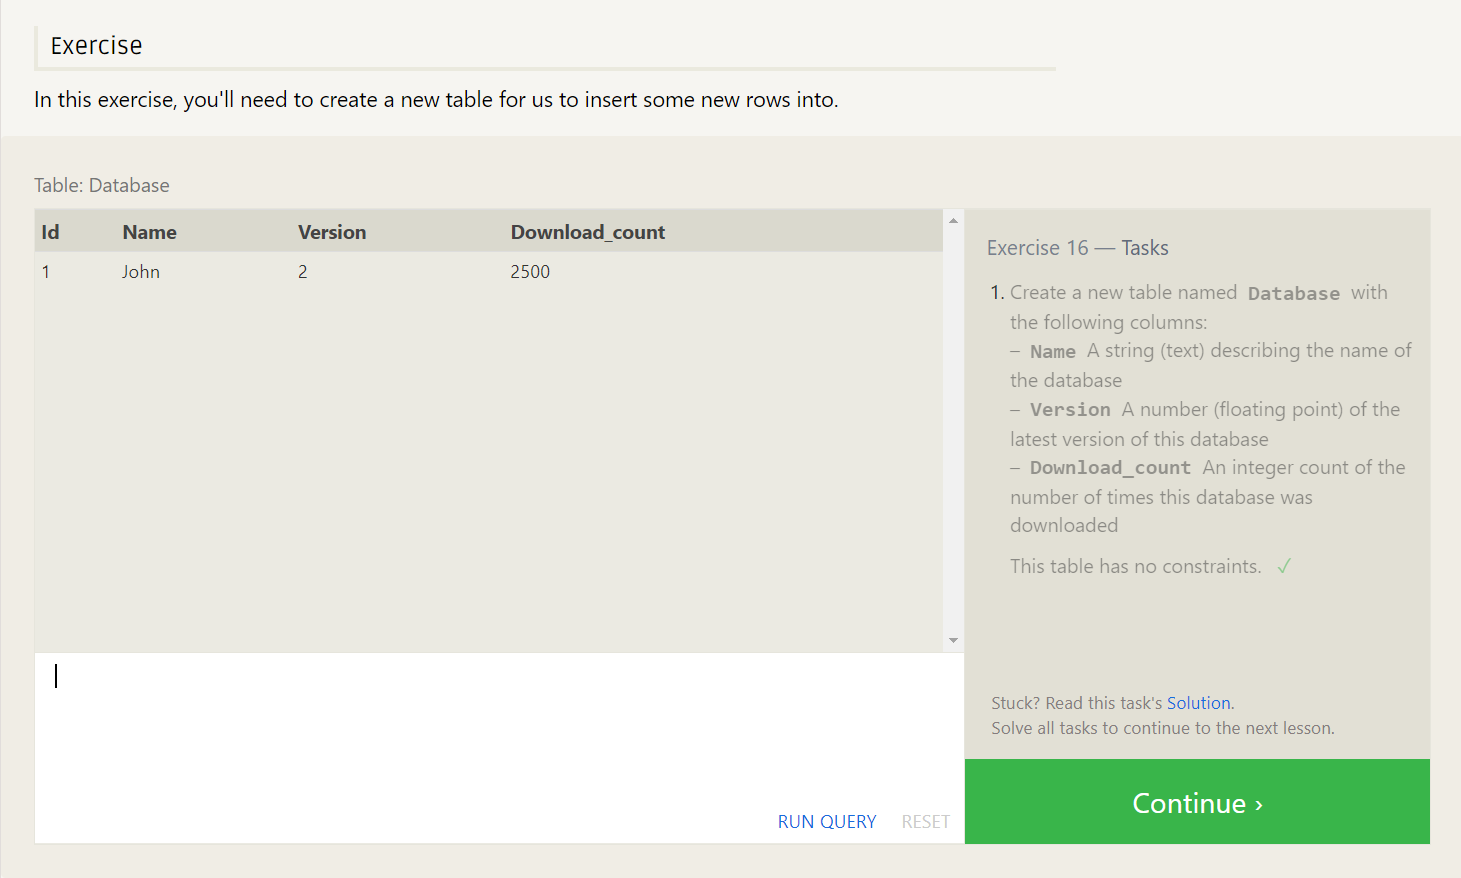 Exercise
In this exercise, you'll need to create a new table for us to insert some new rows into.
Table: Database
Id Name Version Download_count
1 John 2 2500
RUN QUERY RESET
Exercise 16 — Tasks
1. Create a new table named Database with
the following columns:
– Name A string (text) describing the name of
the database
– Version A number (floating point) of the
latest version of this database
– Download_count An integer count of the
number of times this database was
downloaded
This table has no constraints. ✓
Stuck? Read this task's Solution.
Solve all tasks to continue to the next lesson.
Continue ›